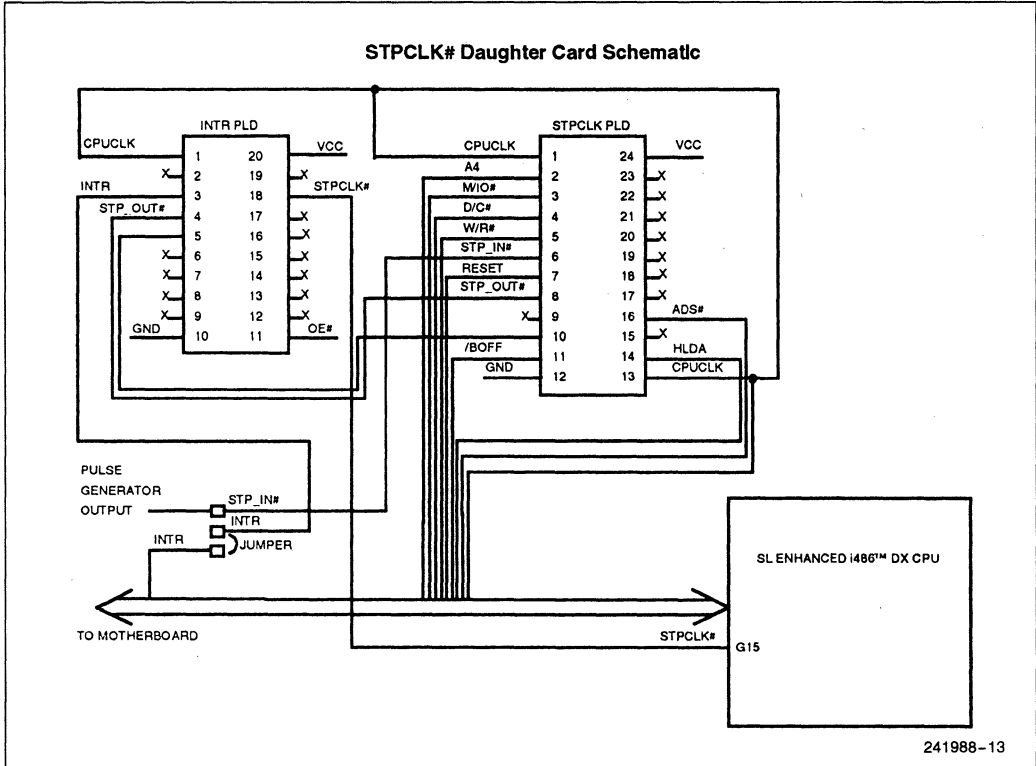 STPCLK# Daughter Card Schematic
INTR PLD
STPCLK PLD
CPUCLK 1 20 VCC
X 2 19 X
INTR 3 18 STPCLK#
STP_OUT# 4 17 X
5 16 X
X 6 15 X
X 7 14 X
X 8 13 X
X 9 12 X
GND 10 11 OE#
CPUCLK 1 24 VCC
A4 2 23 X
M/IO# 3 22 X
D/C# 4 21 X
W/R# 5 20 X
STP_IN# 6 19 X
RESET 7 18 X
STP_OUT# 8 17 X
X 9 16 ADS#
10 15 X
/BOFF 11 14 HLDA
GND 12 13 CPUCLK
PULSE
GENERATOR
OUTPUT
STP_IN#
INTR
INTR
JUMPER
SL ENHANCED i486™ DX CPU
TO MOTHERBOARD
STPCLK#
G15
241988-13